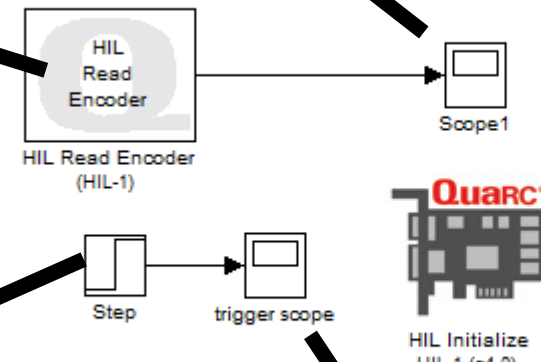 HIL
Read
Encoder
HIL Read Encoder
(HIL-1)
Scope1
QUARC
Step
trigger scope
HIL Initialize